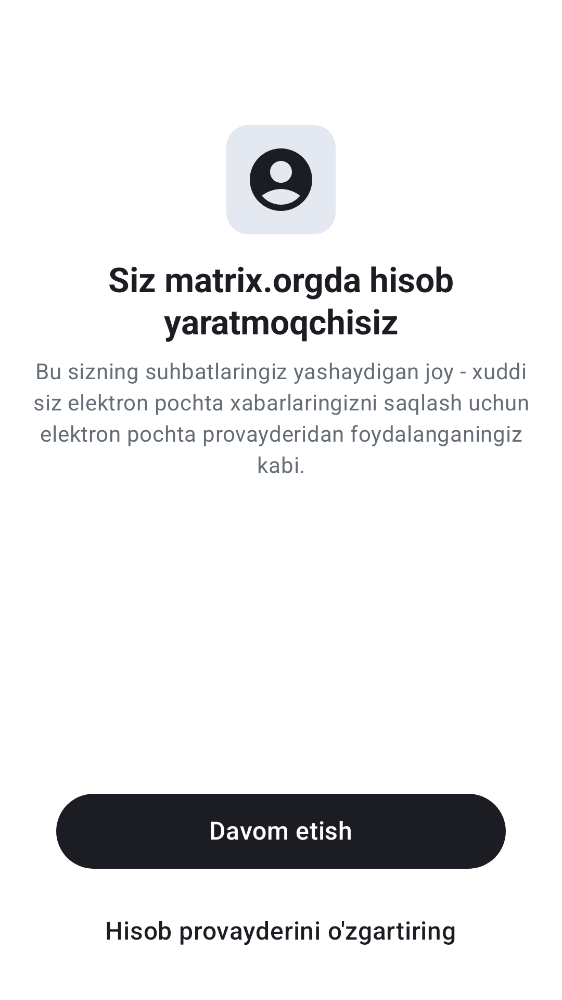 Siz matrix.orgda hisob
yaratmoqchisiz
Bu sizning suhbatlaringiz yashaydigan joy - xuddi
siz elektron pochta xabarlaringizni saqlash uchun
elektron pochta provayderidan foydalanganingiz
kabi.
Davom etish
Hisob provayderini o'zgartiring